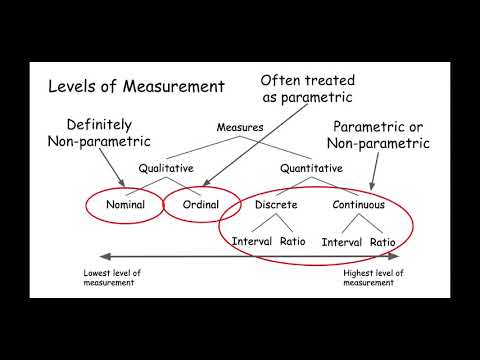 Levels of Measurement
Often treated
as parametric
Definitely
Non-parametric
Measures
Parametric or
Non-parametric
Qualitative
Quantitative
Nominal
Ordinal
Discrete
Continuous
Interval Ratio
Interval Ratio
Lowest level of
measurement
Highest level of
measurement